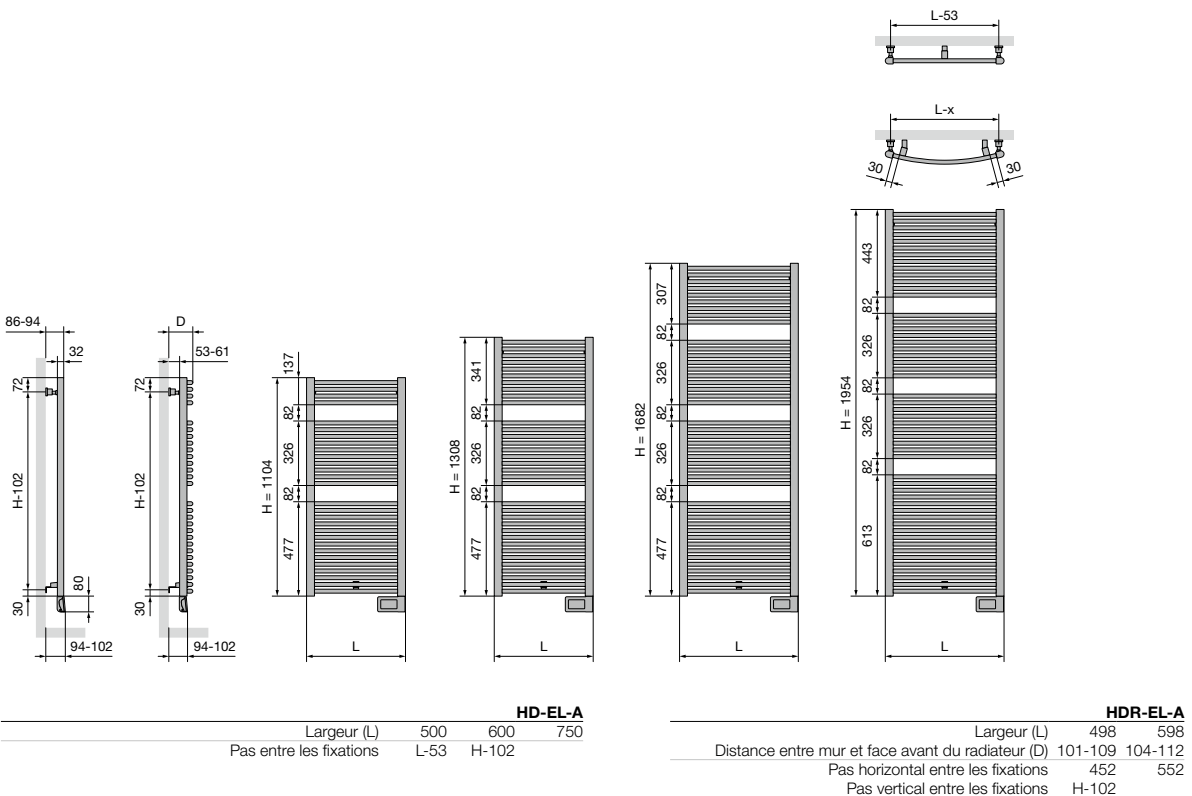 L-53
L-x
30
30
86-94
32
72
H-102
30
80
94-102
D
53-61
72
H-102
30
94-102
137
82
326
82
477
H = 1104
L
341
82
326
82
477
H = 1308
L
307
82
326
82
326
82
477
H = 1682
L
443
82
326
82
326
82
613
H = 1954
L
HD-EL-A
Largeur (L) 500 600 750
Pas entre les fixations L-53 H-102
HDR-EL-A
Largeur (L) 498 598
Distance entre mur et face avant du radiateur (D) 101-109 104-112
Pas horizontal entre les fixations 452 552
Pas vertical entre les fixations H-102